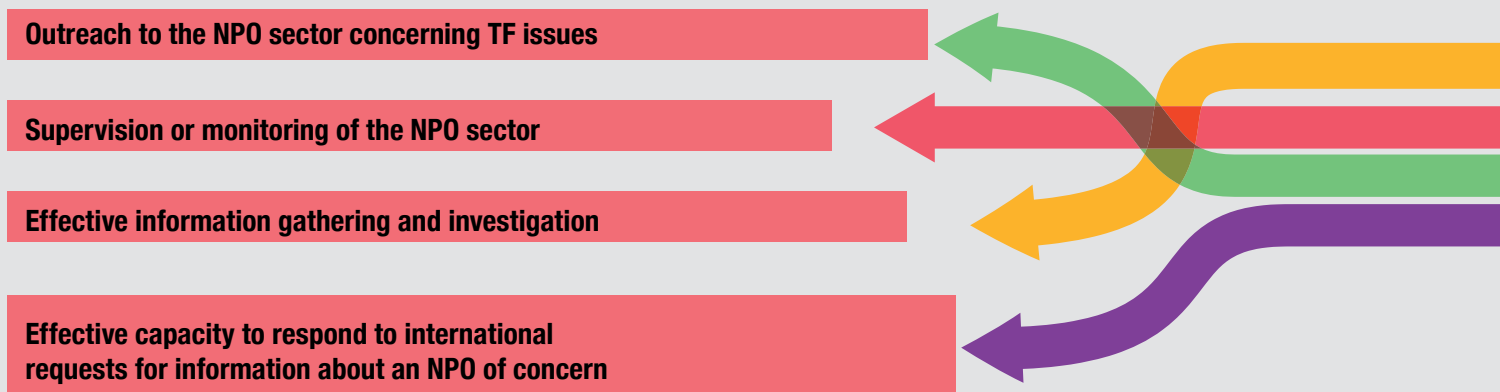 Outreach to the NPO sector concerning TF issues
Supervision or monitoring of the NPO sector
Effective information gathering and investigation
Effective capacity to respond to international
requests for information about an NPO of concern